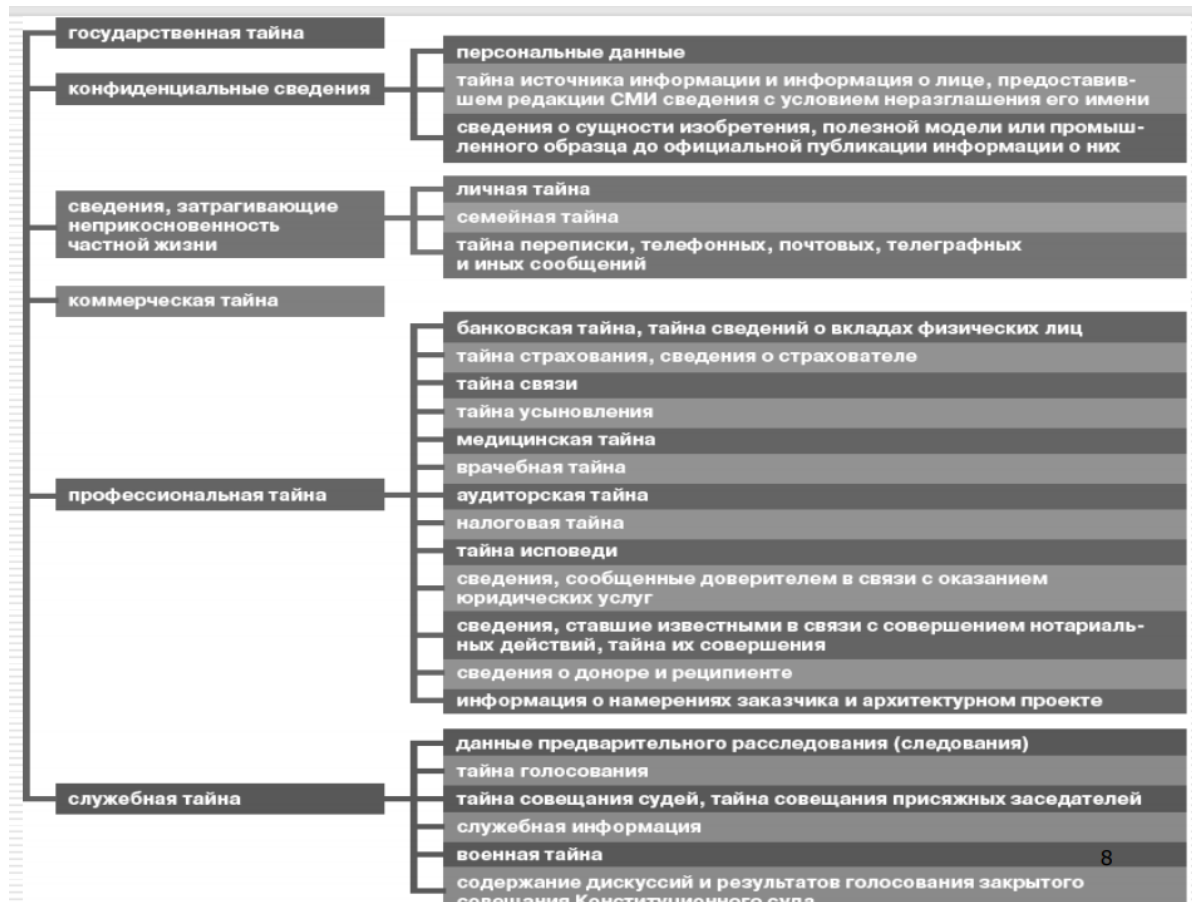 государственная тайна
конфиденциальные сведения
персональные данные
тайна источника информации и информация о лице, предоставив-
шем редакции СМИ сведения с условием неразглашения его имени
сведения о сущности изобретения, полезной модели или промыш-
ленного образца до официальной публикации информации о них
сведения, затрагивающие
неприкосновенность
частной жизни
личная тайна
семейная тайна
тайна переписки, телефонных, почтовых, телеграфных
и иных сообщений
коммерческая тайна
профессиональная тайна
банковская тайна, тайна сведений о вкладах физических лиц
тайна страхования, сведения о страхователе
тайна связи
тайна усыновления
медицинская тайна
врачебная тайна
аудиторская тайна
налоговая тайна
тайна исповеди
сведения, сообщенные доверителем в связи с оказанием
юридических услуг
сведения, ставшие известными в связи с совершением нотариаль-
ных действий, тайна их совершения
сведения о доноре и реципиенте
информация о намерениях заказчика и архитектурном проекте
служебная тайна
данные предварительного расследования (следования)
тайна голосования
тайна совещания судей, тайна совещания присяжных заседателей
служебная информация
военная тайна
8
содержание дискуссий и результатов голосования закрытого
совещания Конституционного суда